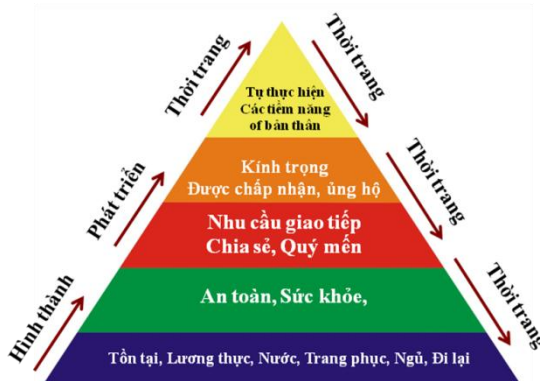 Thời trang
Phát triển
Hình thành
Tự thực hiện
Các tiềm năng
of bản thân
Kính trọng
Được chấp nhận, ủng hộ
Nhu cầu giao tiếp
Chia sẻ, Quý mến
An toàn, Sức khỏe,
Tồn tại, Lương thực, Nước, Trang phục, Ngủ, Đi lại
Thời trang
Thời trang
Thời trang